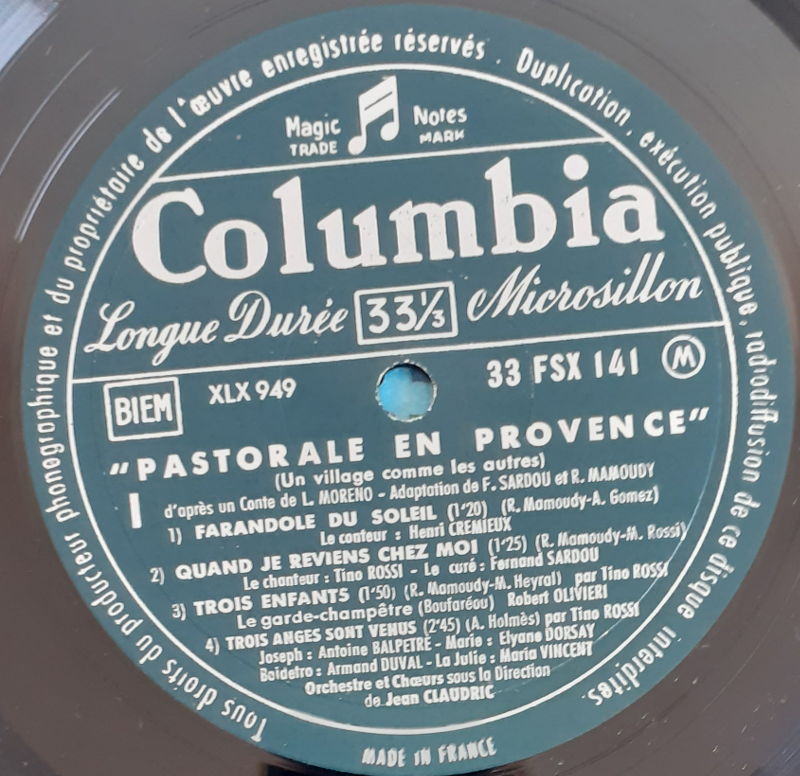 Tous droits du producteur phonographique et du propriétaire de l'œuvre enregistrée réservés. Duplication, exécution publique, radiodiffusion de ce disque interdites.
Magic Notes
TRADE MARK
Columbia
Longue Durée 33⅓ Microsillon
BIEM XLX 949 33 FSX 141 M
"PASTORALE EN PROVENCE"
(Un village comme les autres)
I d'après un Conte de L. MORENO - Adaptation de F. SARDOU et R. MAMOUDY
1) FARANDOLE DU SOLEIL (1'20) (R. Mamoudy-A. Gomez)
Le conteur : Henri CREMIEUX
2) QUAND JE REVIENS CHEZ MOI (1'25) (R. Mamoudy-M. Rossi)
Le chanteur : Tino ROSSI - Le curé : Fernand SARDOU
3) TROIS ENFANTS (1'50) (R. Mamoudy-M. Heyral) par Tino ROSSI
Le garde-champêtre (Boufaréou) Robert OLIVIERI
4) TROIS ANGES SONT VENUS (2'45) (A. Holmès) par Tino ROSSI
Joseph : Antoine BALPETRÉ - Marie : Elyane DORSAY
Boidetro : Armand DUVAL - La Julie : Maria VINCENT
Orchestre et Chœurs sous la Direction
de Jean CLAUDRIC
MADE IN FRANCE